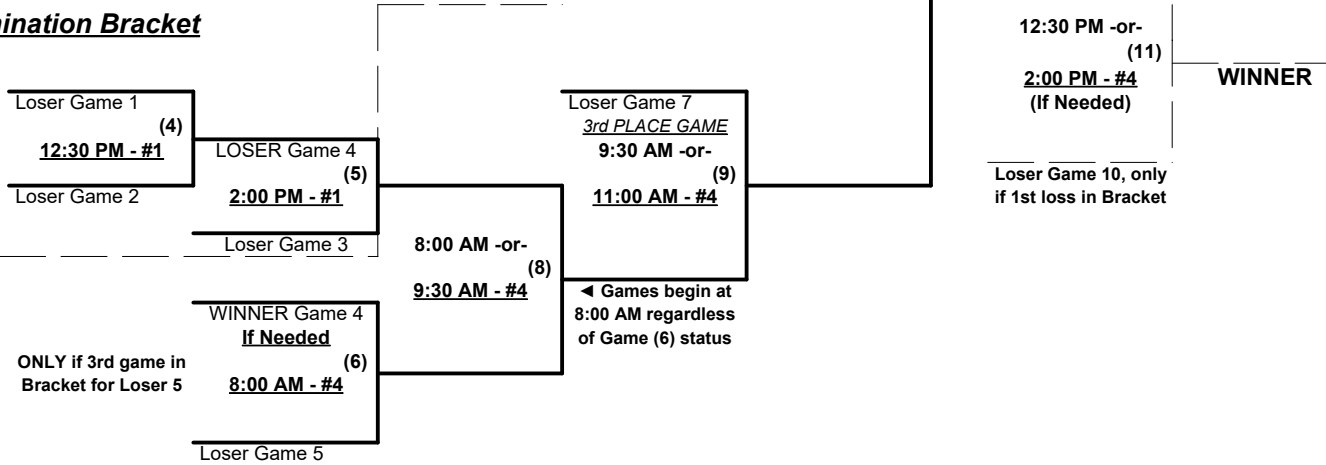 ination Bracket
Loser Game 1
(4)
12:30 PM - #1
Loser Game 2
LOSER Game 4
(5)
2:00 PM - #1
Loser Game 3
WINNER Game 4
If Needed
(6)
8:00 AM - #4
Loser Game 5
ONLY if 3rd game in
Bracket for Loser 5
8:00 AM -or-
(8)
9:30 AM - #4
Loser Game 7
3rd PLACE GAME
9:30 AM -or-
(9)
11:00 AM - #4
◄ Games begin at
8:00 AM regardless
of Game (6) status
12:30 PM -or-
(11)
2:00 PM - #4
(If Needed)
WINNER
Loser Game 10, only
if 1st loss in Bracket